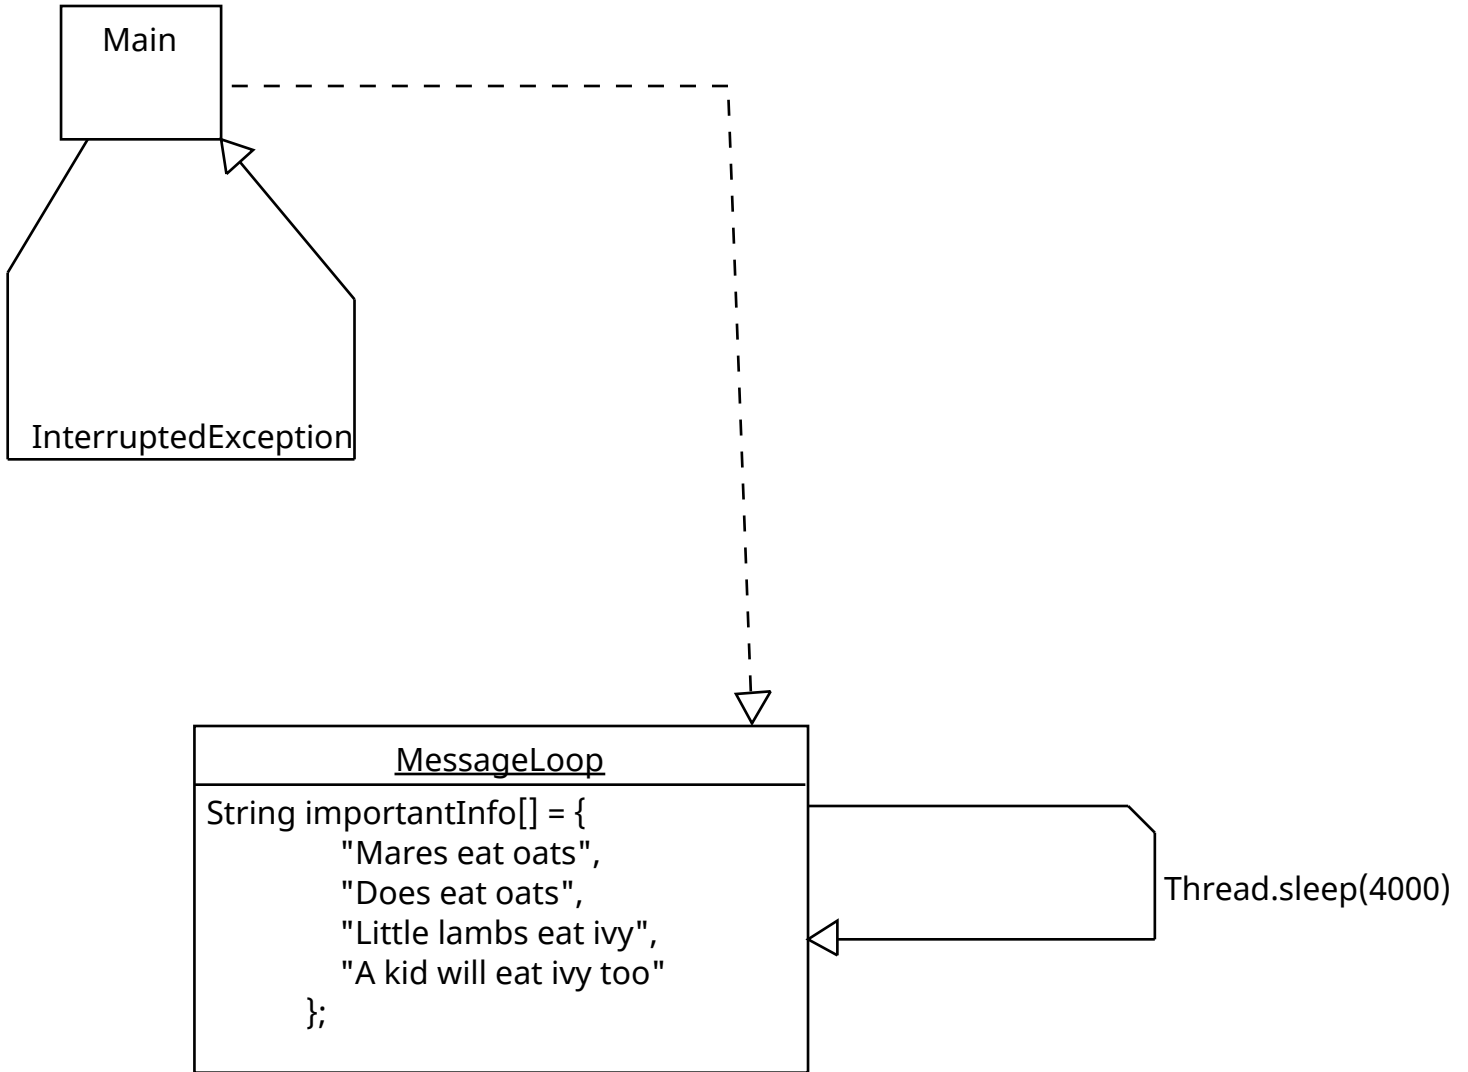 Main
InterruptedException
MessageLoop
String importantInfo[] = {
"Mares eat oats",
"Does eat oats",
"Little lambs eat ivy",
"A kid will eat ivy too"
};
Thread.sleep(4000)